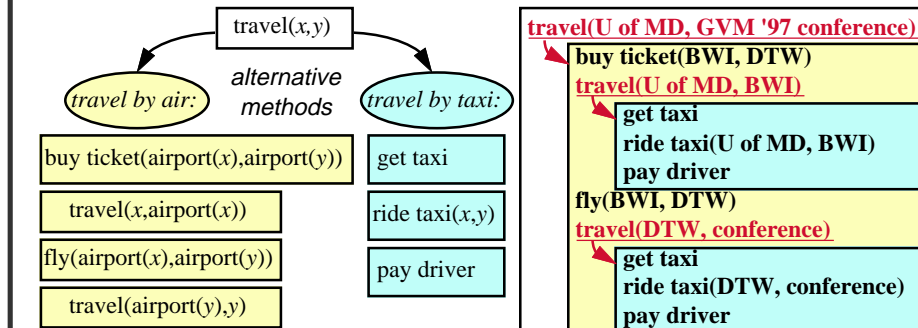 travel(x,y)
alternative
methods
travel by air:
travel by taxi:
buy ticket(airport(x),airport(y))
travel(x,airport(x))
fly(airport(x),airport(y))
travel(airport(y),y)
get taxi
ride taxi(x,y)
pay driver
travel(U of MD, GVM '97 conference)
buy ticket(BWI, DTW)
travel(U of MD, BWI)
get taxi
ride taxi(U of MD, BWI)
pay driver
fly(BWI, DTW)
travel(DTW, conference)
get taxi
ride taxi(DTW, conference)
pay driver